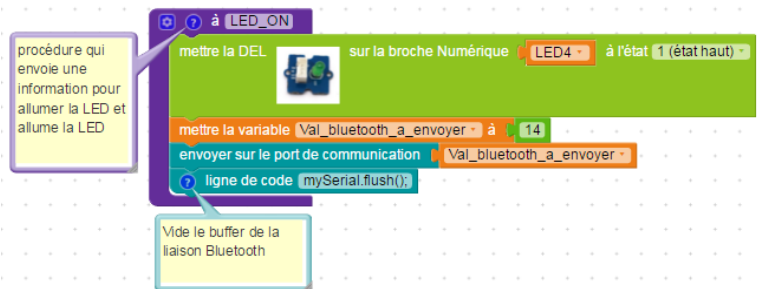 à LED_ON
procédure qui
envoie une
information pour
allumer la LED et
allume la LED
mettre la DEL sur la broche Numérique LED4 à l'état 1 (état haut)
mettre la variable Val_bluetooth_a_envoyer à 14
envoyer sur le port de communication Val_bluetooth_a_envoyer
ligne de code mySerial.flush();
Vide le buffer de la
liaison Bluetooth